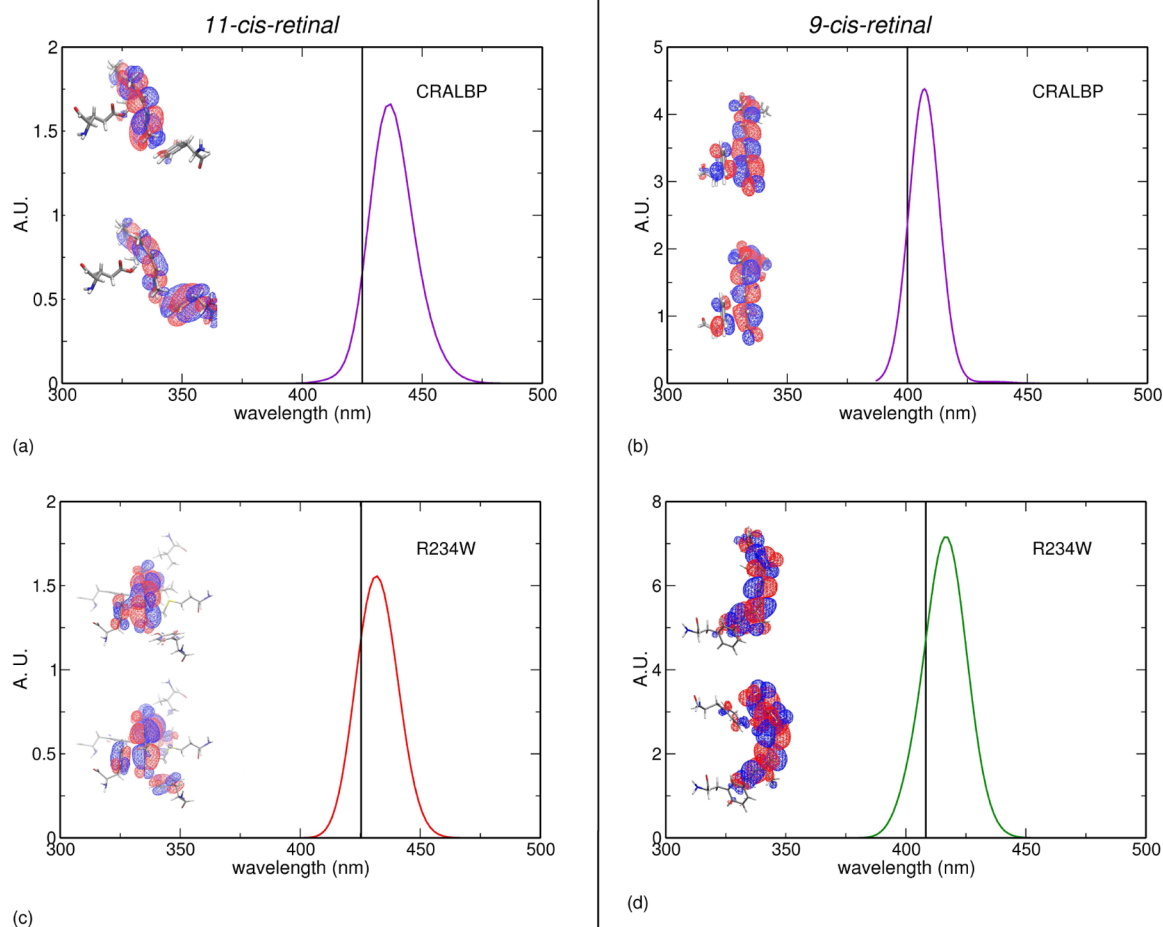 11-cis-retinal
9-cis-retinal
2
1.5
1
0.5
0
A.U.
CRALBP
300
350
400
450
500
wavelength (nm)
(a)
5
4
3
2
1
0
A.U.
CRALBP
300
350
400
450
500
wavelength (nm)
(b)
2
1.5
1
0.5
0
A. U.
R234W
300
350
400
450
500
wavelength (nm)
(c)
8
6
4
2
0
A.U.
R234W
300
350
400
450
500
wavelength (nm)
(d)